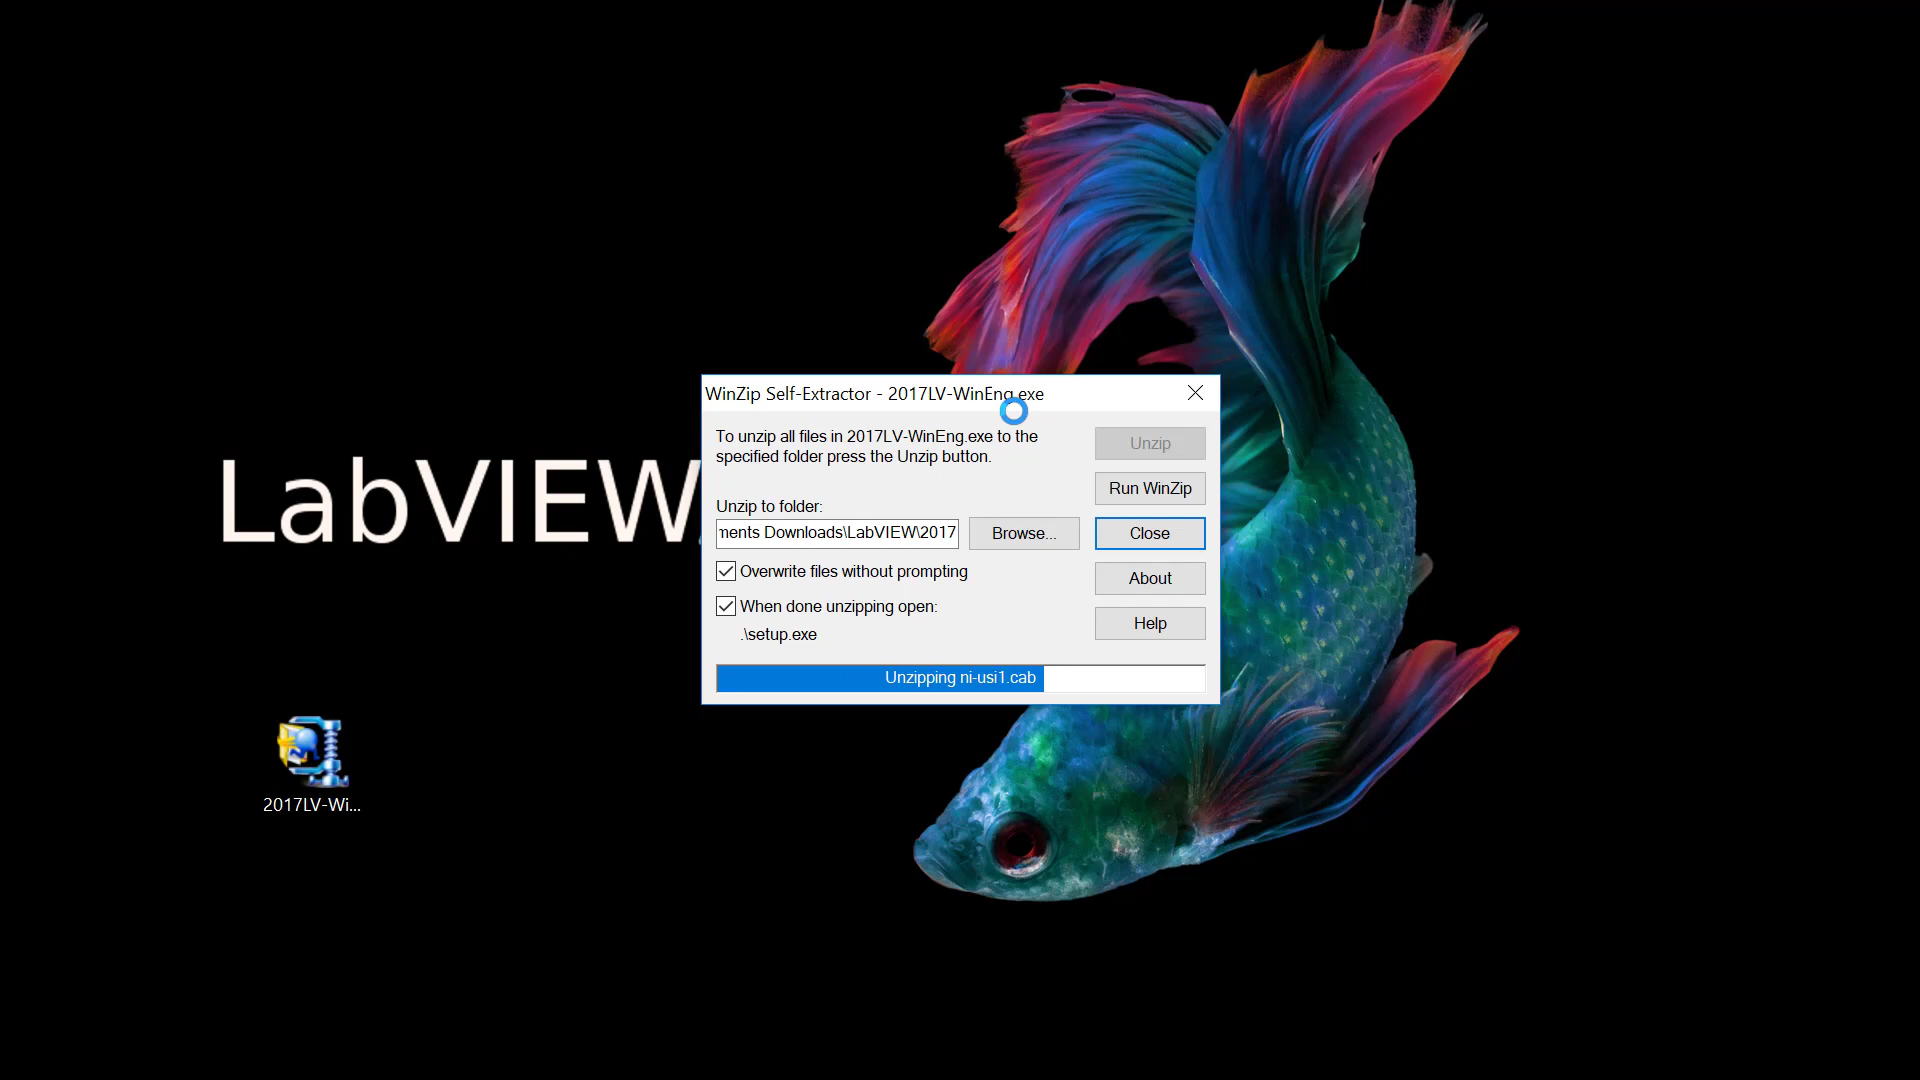 WinZip Self-Extractor - 2017LV-WinEng.exe
To unzip all files in 2017LV-WinEng.exe to the
specified folder press the Unzip button.
Unzip
Run WinZip
Unzip to folder:
ments Downloads\LabVIEW\2017
Browse...
Close
Overwrite files without prompting
About
When done unzipping open:
.\setup.exe
Help
Unzipping ni-usi1.cab
LabVIEW
2017LV-Wi...